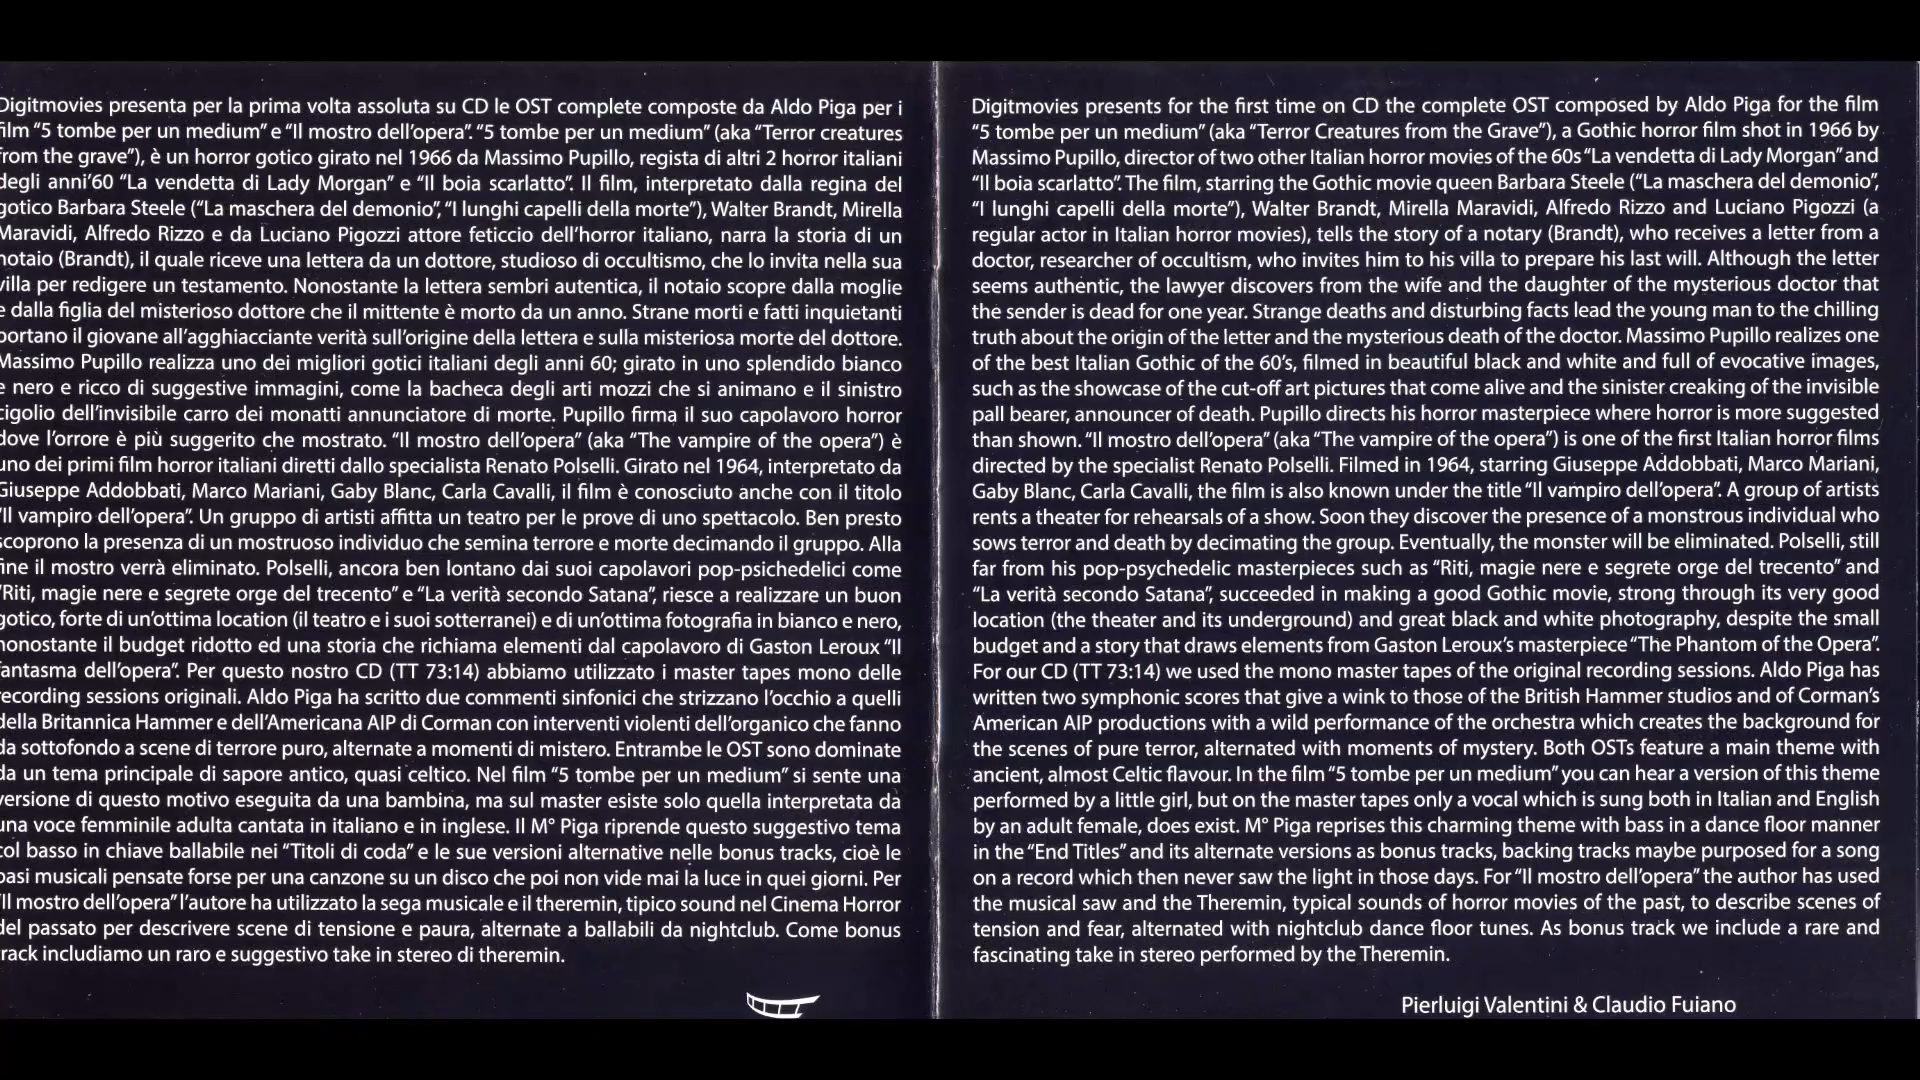 Digitmovies presenta per la prima volta assoluta su CD le OST complete composte da Aldo Piga per i
film “5 tombe per un medium” e “Il mostro dell’opera”. “5 tombe per un medium” (aka “Terror creatures
from the grave”), è un horror gotico girato nel 1966 da Massimo Pupillo, regista di altri 2 horror italiani
degli anni’60 “La vendetta di Lady Morgan” e “Il boia scarlatto”. Il film, interpretato dalla regina del
gotico Barbara Steele (“La maschera del demonio”, “I lunghi capelli della morte”), Walter Brandt, Mirella
Maravidi, Alfredo Rizzo e da Luciano Pigozzi attore feticcio dell’horror italiano, narra la storia di un
notaio (Brandt), il quale riceve una lettera da un dottore, studioso di occultismo, che lo invita nella sua
villa per redigere un testamento. Nonostante la lettera sembri autentica, il notaio scopre dalla moglie
e dalla figlia del misterioso dottore che il mittente è morto da un anno. Strane morti e fatti inquietanti
portano il giovane all’agghiacciante verità sull’origine della lettera e sulla misteriosa morte del dottore.
Massimo Pupillo realizza uno dei migliori gotici italiani degli anni 60; girato in uno splendido bianco
e nero e ricco di suggestive immagini, come la bacheca degli arti mozzi che si animano e il sinistro
cigolio dell’invisibile carro dei monatti annunciatore di morte. Pupillo firma il suo capolavoro horror
dove l’orrore è più suggerito che mostrato. “Il mostro dell’opera” (aka “The vampire of the opera”) è
uno dei primi film horror italiani diretti dallo specialista Renato Polselli. Girato nel 1964, interpretato da
Giuseppe Addobbati, Marco Mariani, Gaby Blanc, Carla Cavalli, il film è conosciuto anche con il titolo
“Il vampiro dell’opera”. Un gruppo di artisti affitta un teatro per le prove di uno spettacolo. Ben presto
scoprono la presenza di un mostruoso individuo che semina terrore e morte decimando il gruppo. Alla
fine il mostro verrà eliminato. Polselli, ancora ben lontano dai suoi capolavori pop-psichedelici come
“Riti, magie nere e segrete orge del trecento” e “La verità secondo Satana”, riesce a realizzare un buon
gotico, forte di un’ottima location (il teatro e i suoi sotterranei) e di un’ottima fotografia in bianco e nero,
nonostante il budget ridotto ed una storia che richiama elementi dal capolavoro di Gaston Leroux “Il
fantasma dell’opera”. Per questo nostro CD (TT 73:14) abbiamo utilizzato i master tapes mono delle
recording sessions originali. Aldo Piga ha scritto due commenti sinfonici che strizzano l’occhio a quelli
della Britannica Hammer e dell’Americana AIP di Corman con interventi violenti dell’organico che fanno
da sottofondo a scene di terrore puro, alternate a momenti di mistero. Entrambe le OST sono dominate
da un tema principale di sapore antico, quasi celtico. Nel film “5 tombe per un medium” si sente una
versione di questo motivo eseguita da una bambina, ma sul master esiste solo quella interpretata da
una voce femminile adulta cantata in italiano e in inglese. Il M° Piga riprende questo suggestivo tema
col basso in chiave ballabile nei “Titoli di coda” e le sue versioni alternative nelle bonus tracks, cioè le
basi musicali pensate forse per una canzone su un disco che poi non vide mai la luce in quei giorni. Per
“Il mostro dell’opera” l’autore ha utilizzato la sega musicale e il theremin, tipico sound nel Cinema Horror
del passato per descrivere scene di tensione e paura, alternate a ballabili da nightclub. Come bonus
track includiamo un raro e suggestivo take in stereo di theremin.
Digitmovies presents for the first time on CD the complete OST composed by Aldo Piga for the film
“5 tombe per un medium” (aka “Terror Creatures from the Grave”), a Gothic horror film shot in 1966 by
Massimo Pupillo, director of two other Italian horror movies of the 60s “La vendetta di Lady Morgan” and
“Il boia scarlatto”. The film, starring the Gothic movie queen Barbara Steele (“La maschera del demonio”,
“I lunghi capelli della morte”), Walter Brandt, Mirella Maravidi, Alfredo Rizzo and Luciano Pigozzi (a
regular actor in Italian horror movies), tells the story of a notary (Brandt), who receives a letter from a
doctor, researcher of occultism, who invites him to his villa to prepare his last will. Although the letter
seems authentic, the lawyer discovers from the wife and the daughter of the mysterious doctor that
the sender is dead for one year. Strange deaths and disturbing facts lead the young man to the chilling
truth about the origin of the letter and the mysterious death of the doctor. Massimo Pupillo realizes one
of the best Italian Gothic of the 60’s, filmed in beautiful black and white and full of evocative images,
such as the showcase of the cut-off art pictures that come alive and the sinister creaking of the invisible
pall bearer, announcer of death. Pupillo directs his horror masterpiece where horror is more suggested
than shown. “Il mostro dell’opera” (aka “The vampire of the opera”) is one of the first Italian horror films
directed by the specialist Renato Polselli. Filmed in 1964, starring Giuseppe Addobbati, Marco Mariani,
Gaby Blanc, Carla Cavalli, the film is also known under the title “Il vampiro dell’opera”. A group of artists
rents a theater for rehearsals of a show. Soon they discover the presence of a monstrous individual who
sows terror and death by decimating the group. Eventually, the monster will be eliminated. Polselli, still
far from his pop-psychedelic masterpieces such as “Riti, magie nere e segrete orge del trecento” and
“La verità secondo Satana”, succeeded in making a good Gothic movie, strong through its very good
location (the theater and its underground) and great black and white photography, despite the small
budget and a story that draws elements from Gaston Leroux’s masterpiece “The Phantom of the Opera”.
For our CD (TT 73:14) we used the mono master tapes of the original recording sessions. Aldo Piga has
written two symphonic scores that give a wink to those of the British Hammer studios and of Corman’s
American AIP productions with a wild performance of the orchestra which creates the background for
the scenes of pure terror, alternated with moments of mystery. Both OSTs feature a main theme with
ancient, almost Celtic flavour. In the film “5 tombe per un medium” you can hear a version of this theme
performed by a little girl, but on the master tapes only a vocal which is sung both in Italian and English
by an adult female, does exist. M° Piga reprises this charming theme with bass in a dance floor manner
in the “End Titles” and its alternate versions as bonus tracks, backing tracks maybe purposed for a song
on a record which then never saw the light in those days. For “Il mostro dell’opera” the author has used
the musical saw and the Theremin, typical sounds of horror movies of the past, to describe scenes of
tension and fear, alternated with nightclub dance floor tunes. As bonus track we include a rare and
fascinating take in stereo performed by the Theremin.
Pierluigi Valentini & Claudio Fuiano